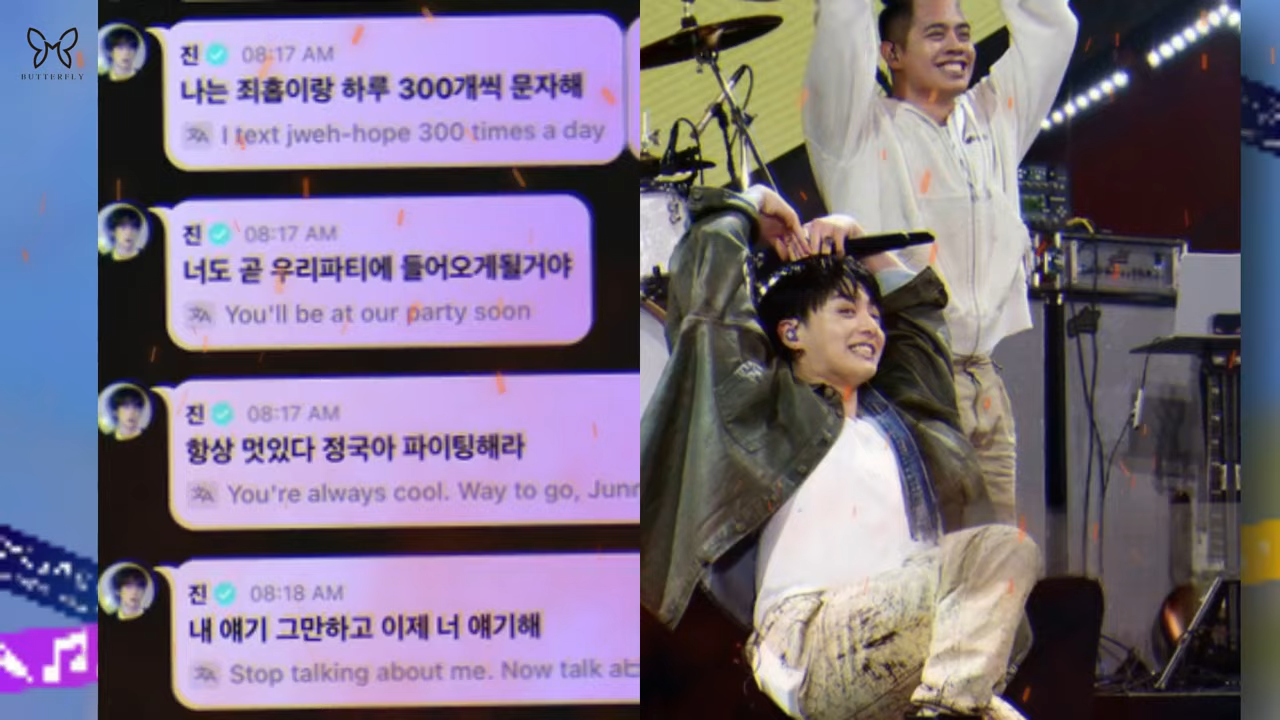 BUTTERFLY
진 08:17 AM
나는 죄홉이랑 하루 300개씩 문자해
I text jweh-hope 300 times a day
진 08:17 AM
너도 곧 우리파티에 들어오게될거야
You'll be at our party soon
진 08:17 AM
항상 멋있다 정국아 파이팅해라
You're always cool. Way to go,
진 08:18 AM
내 얘기 그만하고 이제 너 얘기해
Stop talking about me. Now talk